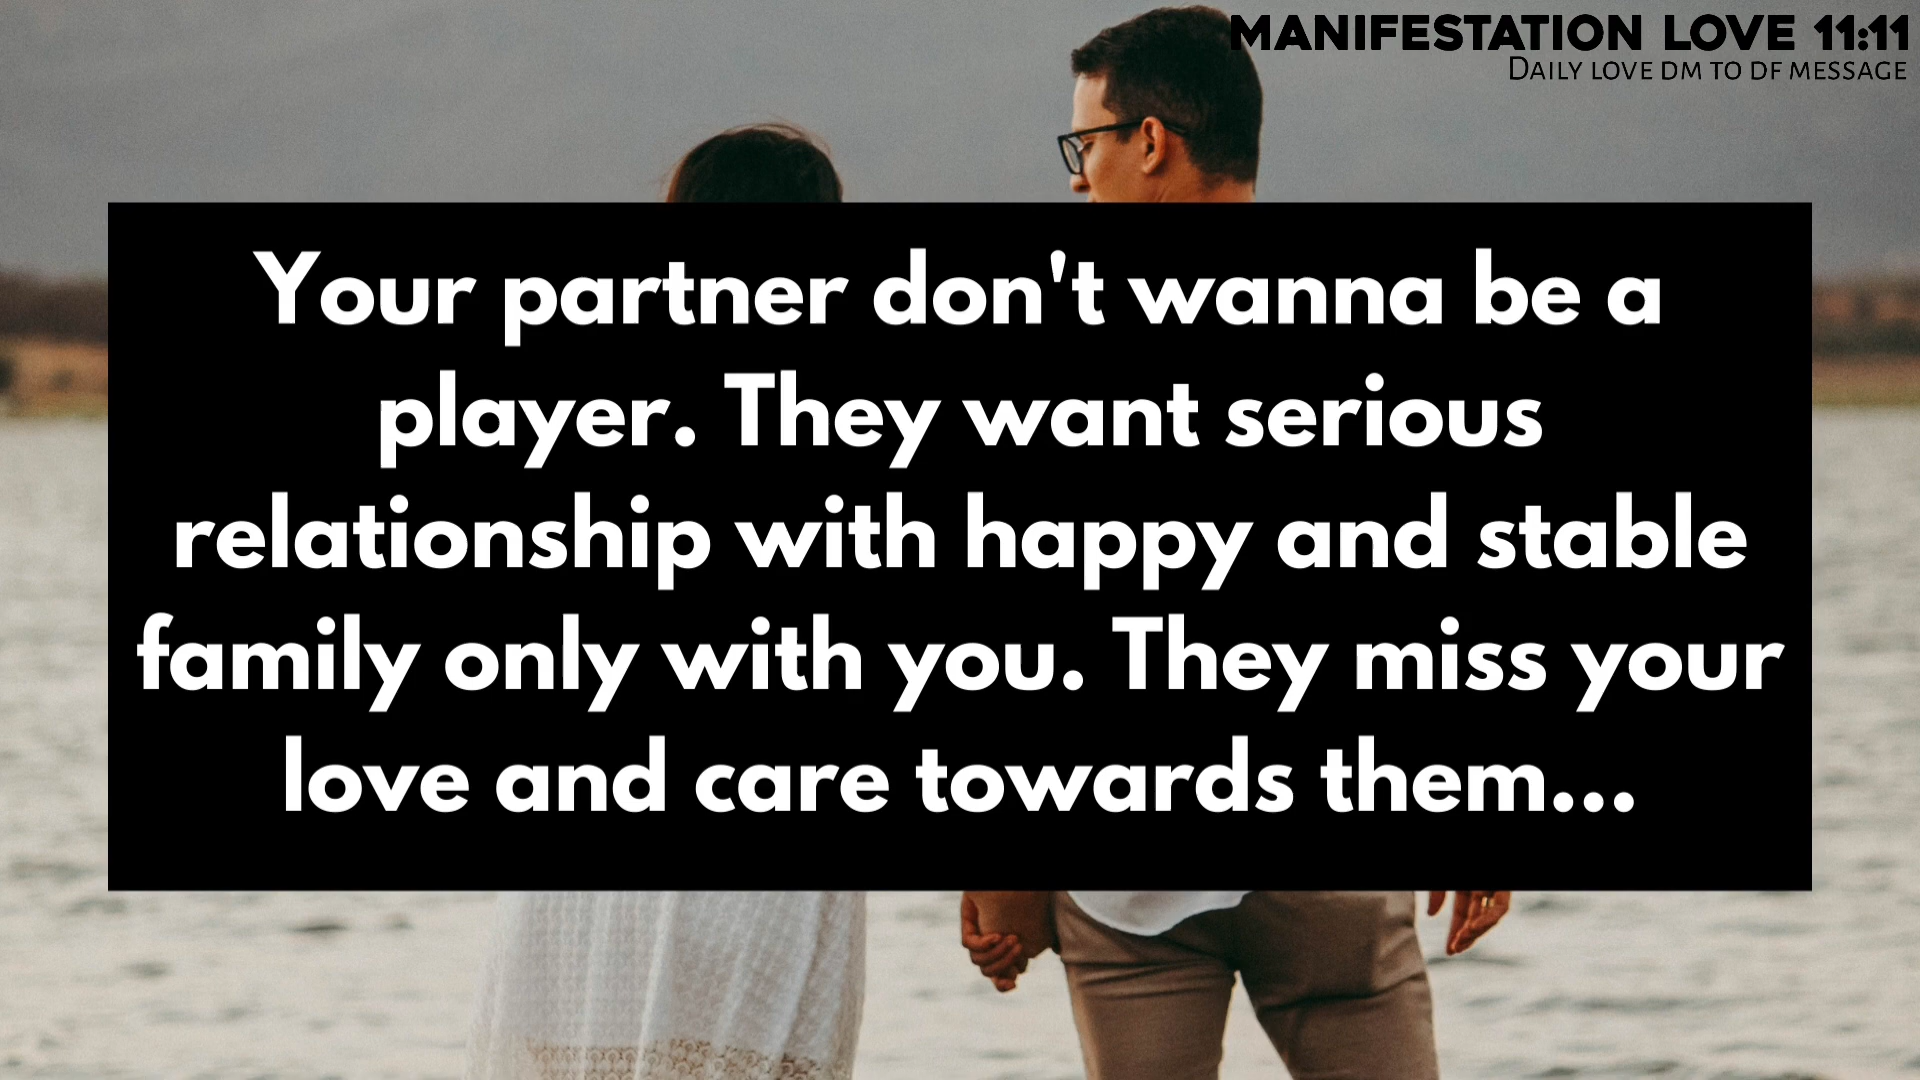 MANIFESTATION LOVE 11:11
DAILY LOVE DM TO DF MESSAGE
Your partner don't wanna be a
player. They want serious
relationship with happy and stable
family only with you. They miss your
love and care towards them...